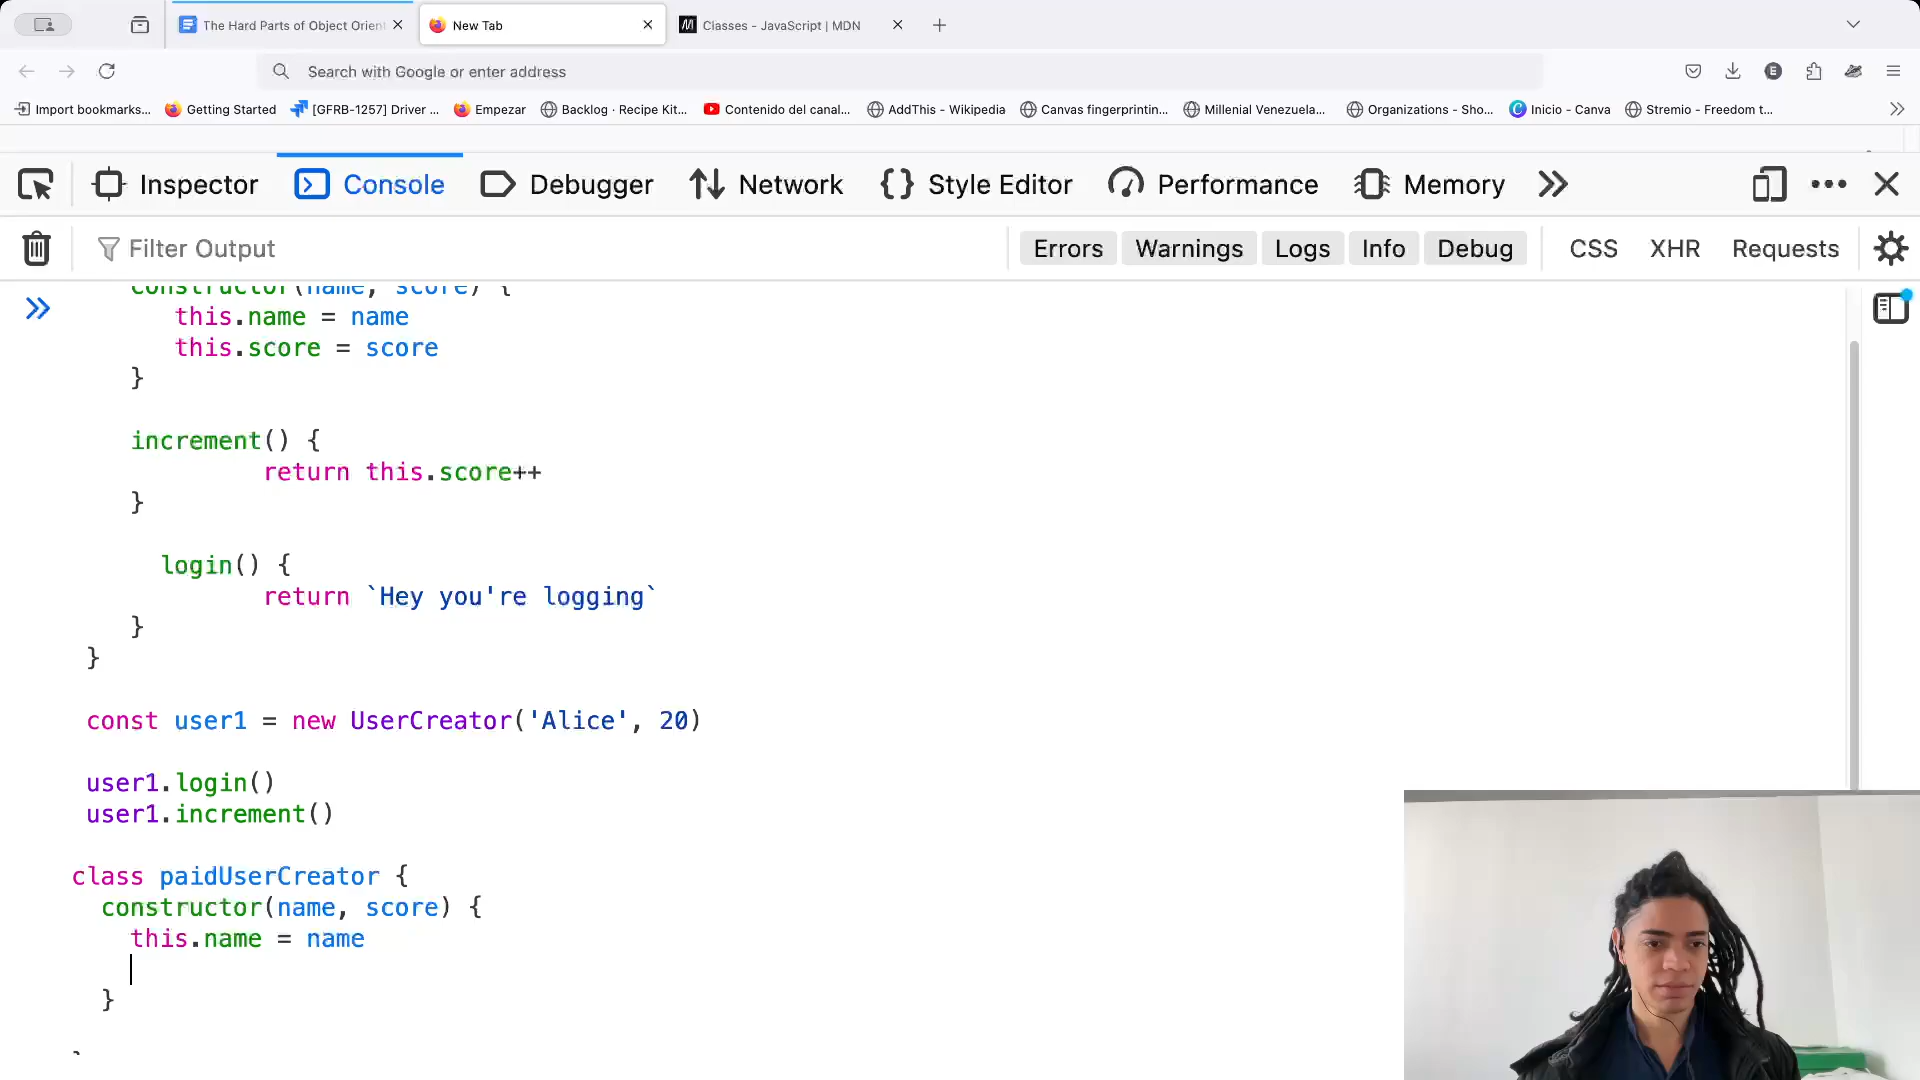 The Hard Parts of Object Orient
New Tab
Classes - JavaScript | MDN
Search with Google or enter address
E
Import bookmarks...
Getting Started
[GFRB-1257] Driver ...
Empezar
Backlog · Recipe Kit...
Contenido del canal...
AddThis - Wikipedia
Canvas fingerprintin...
Millenial Venezuela...
Organizations - Sho...
Inicio - Canva
Stremio - Freedom t...
Inspector
Console
Debugger
Network
Style Editor
Performance
Memory
Filter Output
Errors
Warnings
Logs
Info
Debug
CSS
XHR
Requests
constructor(name, score) {
this.name = name
this.score = score
}
increment() {
return this.score++
}
login() {
return `Hey you're logging`
}
}
const user1 = new UserCreator('Alice', 20)
user1.login()
user1.increment()
class paidUserCreator {
constructor(name, score) {
this.name = name
}